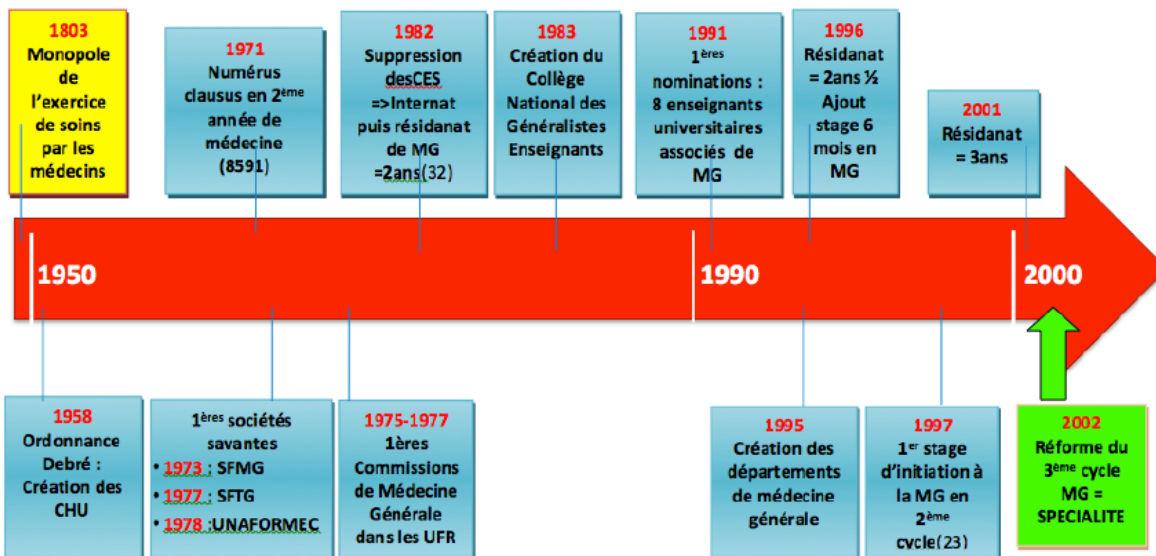 1803
Monopole
de
l'exercice
de soins
par les
médecins
1971
Numérus
clausus en 2ème
année de
médecine
(8591)
1982
Suppression
desCES
=>Internat
puis résidanat
de MG
=2ans(32)
1983
Création du
Collège
National des
Généralistes
Enseignants
1991
1ères
nominations :
8 enseignants
universitaires
associés de
MG
1996
Résidanat
= 2ans ½
Ajout
stage 6
mois en
MG
2001
Résidanat
= 3ans
1950
1990
2000
1958
Ordonnance
Debré :
Création des
CHU
1ères sociétés
savantes
• 1973 : SFMG
• 1977 : SFTG
• 1978 :UNAFORMEC
1975-1977
1ères
Commissions
de Médecine
Générale
dans les UFR
1995
Création des
départements
de médecine
générale
1997
1er stage
d'initiation à
la MG en
2ème
cycle(23)
2002
Réforme du
3ème cycle
MG =
SPECIALITE